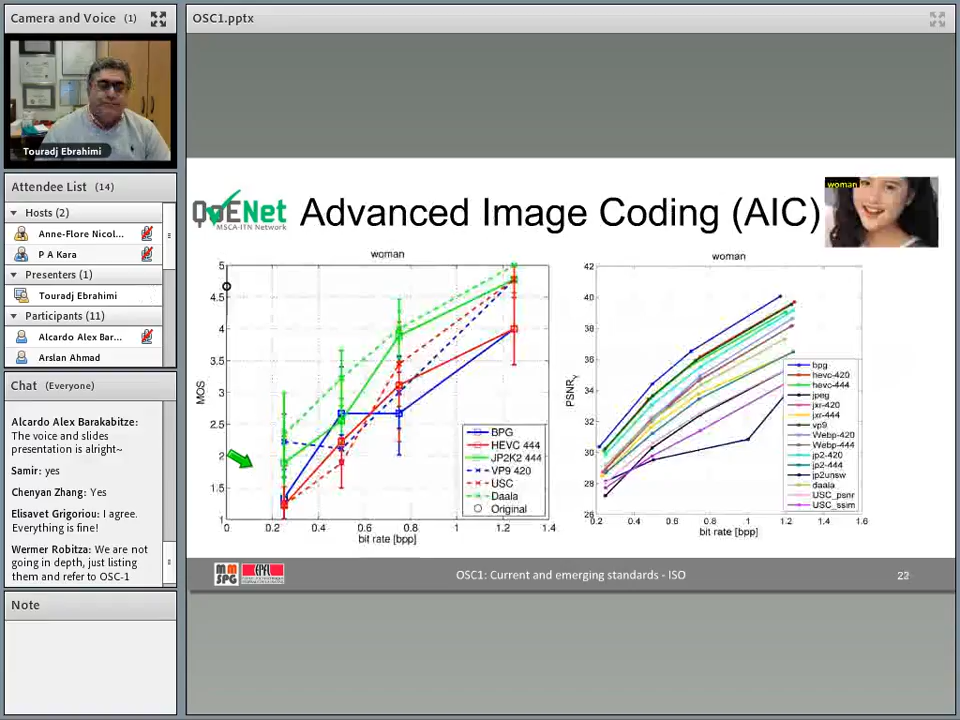 Camera and Voice (1)
Touradj Ebrahimi
Attendee List (14)
Hosts (2)
Anne-Flore Nicol...
P A Kara
Presenters (1)
Touradj Ebrahimi
Participants (11)
Alcardo Alex Bar...
Arslan Ahmad
Chat (Everyone)
Alcardo Alex Barakabitze:
The voice and slides
presentation is alright~
Samir: yes
Chenyan Zhang: Yes
Elisavet Grigoriou: I agree.
Everything is fine!
Wermer Robitza: We are not
going in depth, just listing
them and refer to OSC-1
Note
OSC1.pptx
QoENet
MSCA-ITN Network
Advanced Image Coding (AIC)
woman
woman
5
4.5
4
3.5
3
2.5
2
1.5
1
MOS
0 0.2 0.4 0.6 0.8 1 1.2 1.4
bit rate [bpp]
BPG
HEVC 444
JP2K2 444
VP9 420
USC
Daala
Original
woman
42
40
38
36
34
32
30
28
26
PSNRY
0.2 0.4 0.6 0.8 1 1.2 1.4 1.6
bit rate [bpp]
bpg
hevc-420
hevc-444
jpeg
jxr-420
jxr-444
vp9
Webp-420
Webp-444
jp2-420
jp2-444
jp2unsw
daala
USC_psnr
USC_ssim
MMSPG
EPFL
OSC1: Current and emerging standards - ISO
22